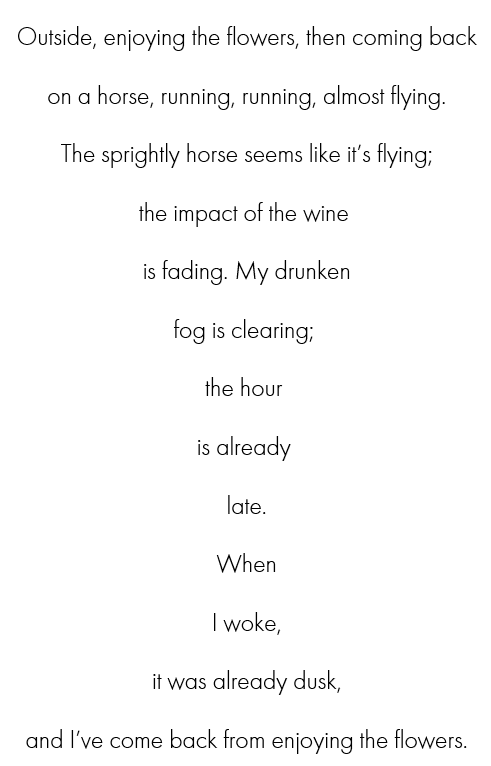 Outside, enjoying the flowers, then coming back
on a horse, running, running, almost flying.
The sprightly horse seems like it’s flying;
the impact of the wine
is fading. My drunken
fog is clearing;
the hour
is already
late.
When
I woke,
it was already dusk,
and I’ve come back from enjoying the flowers.